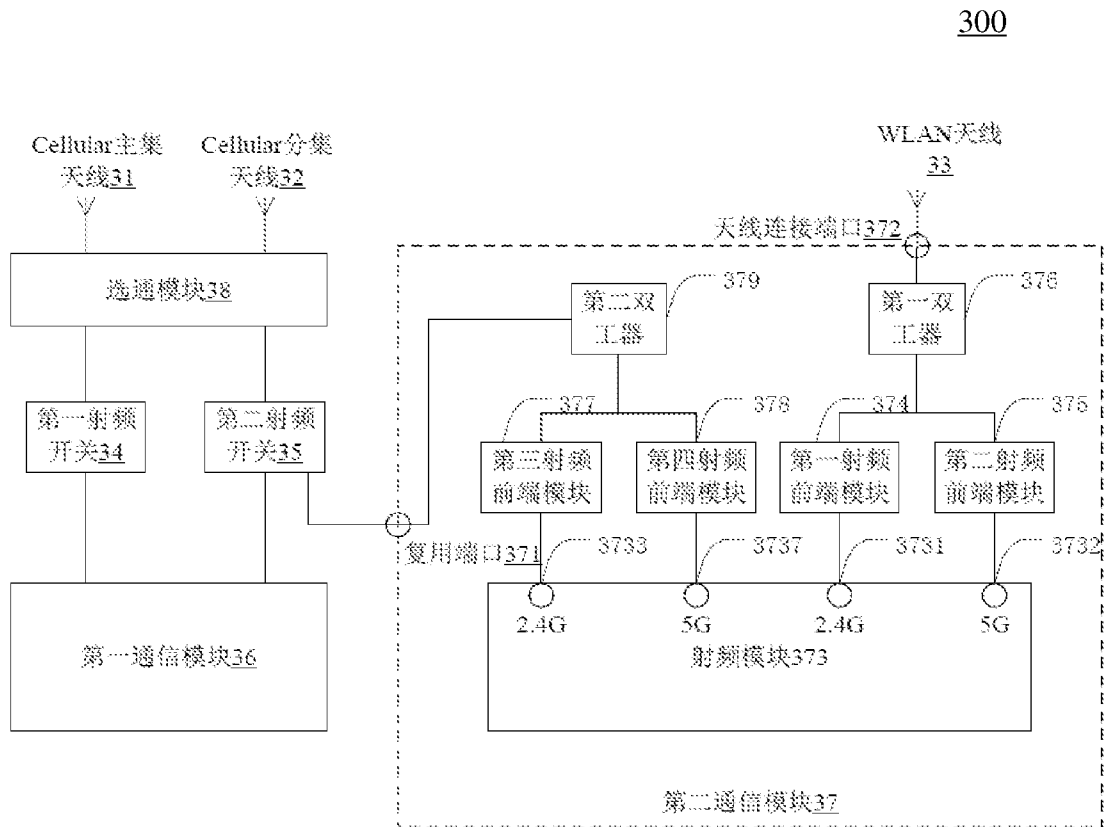 300
Cellular主集
天线31
Cellular分集
天线32
WLAN天线
33
天线连接端口372
选通模块38
379
376
第二双
工器
第一双
工器
第一射频
开关34
第二射频
开关35
377
378
374
375
第三射频
前端模块
第四射频
前端模块
第一射频
前端模块
第二射频
前端模块
复用端口371
3733
3737
3731
3732
2.4G
5G
2.4G
5G
第一通信模块36
射频模块373
第二通信模块37